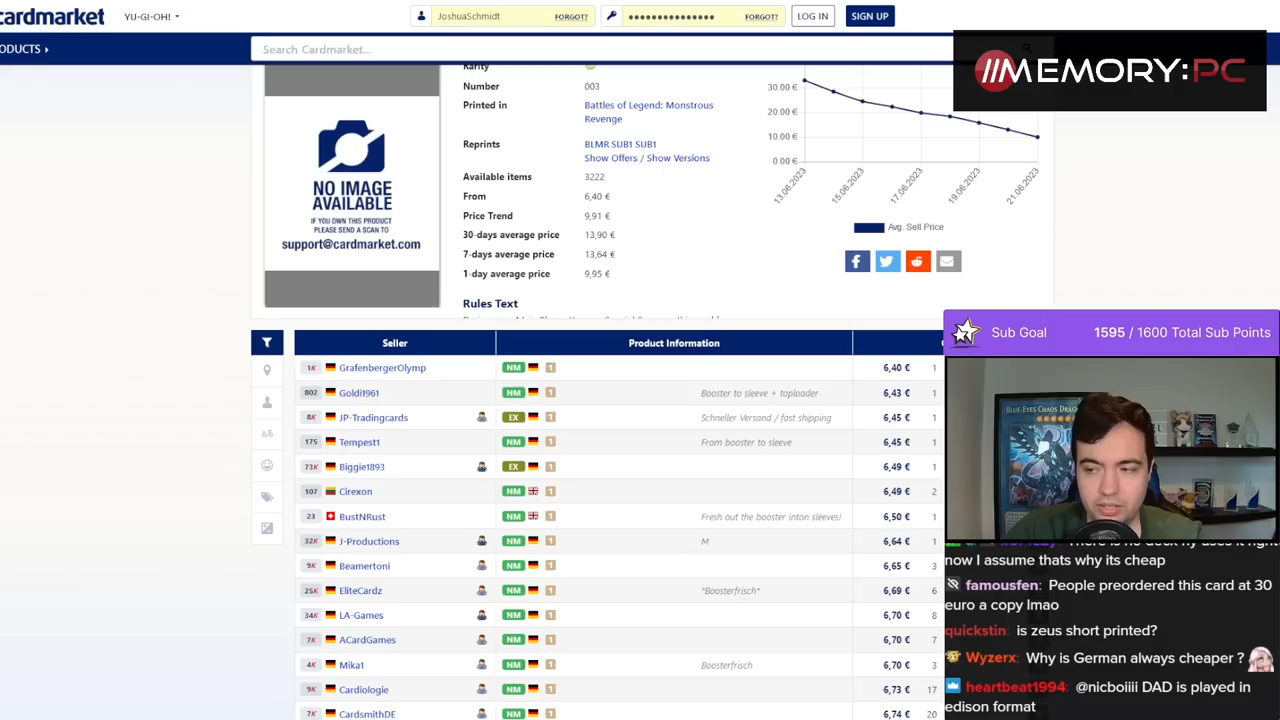 cardmarket
YU-GI-OH!
JoshuaSchmidt
FORGOT?
•••••••••••••••
FORGOT?
LOG IN
SIGN UP
ODUCTS
Search Cardmarket...
//MEMORY:PC
NO IMAGE
AVAILABLE
IF YOU OWN THIS PRODUCT
PLEASE SEND A SCAN TO
support@cardmarket.com
Rarity
Number 003
Printed in Battles of Legend: Monstrous
Revenge
Reprints BLMR SUB1 SUB1
Show Offers / Show Versions
Available items 3222
From 6,40 €
Price Trend 9,91 €
30-days average price 13,90 €
7-days average price 13,64 €
1-day average price 9,95 €
Rules Text
30.00 €
20.00 €
10.00 €
0.00 €
13.06.2023
15.06.2023
17.06.2023
19.06.2023
21.06.2023
Avg. Sell Price
Seller Product Information
1K GrafenbergerOlymp NM 1 6,40 € 1
802 Goldi1961 NM 1 Booster to sleeve + toploader 6,43 € 1
8K JP-Tradingcards EX 1 Schneller Versand / fast shipping 6,45 € 1
175 Tempest1 NM 1 From booster to sleeve 6,45 € 1
73K Biggie1893 EX 1 6,49 € 1
107 Cirexon NM 1 6,49 € 2
23 BustNRust NM 1 Fresh out the booster inton sleeves! 6,50 € 1
32K J-Productions NM 1 M 6,64 € 1
9K Beamertoni NM 1 6,65 € 3
25K EliteCardz NM 1 *Boosterfrisch* 6,69 € 6
34K LA-Games NM 1 6,70 € 8
7K ACardGames NM 1 6,70 € 7
4K Mika1 NM 1 Boosterfrisch 6,70 € 3
9K Cardiologie NM 1 6,73 € 17
7K CardsmithDE NM 1 6,74 € 20
Sub Goal 1595 / 1600 Total Sub Points
BLUE-EYES CHAOS DRAG
now I assume thats why its cheap
famousfen: People preordered this card at 30
euro a copy lmao
quickstin: is zeus short printed?
Wyzerx: Why is German always cheaper ?
heartbeat1994: @nicboiiii DAD is played in
edison format